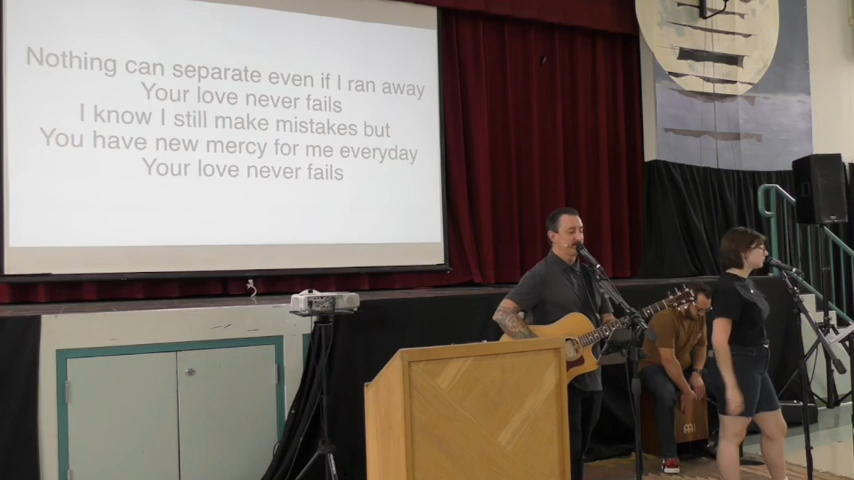 Nothing can separate even if I ran away
Your love never fails
I know I still make mistakes but
You have new mercy for me everyday
Your love never fails